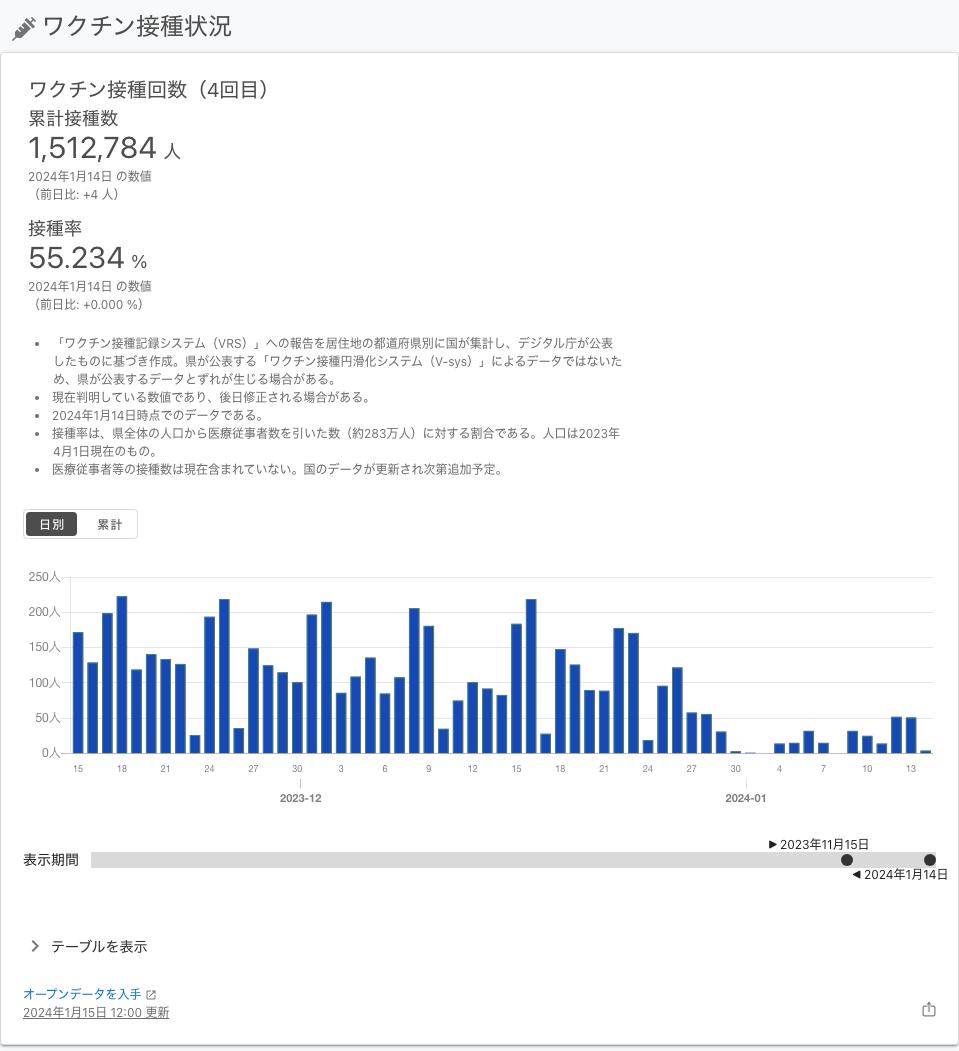 ワクチン接種状況
ワクチン接種回数（4回目）
累計接種数
1,512,784 人
2024年1月14日 の数値
（前日比: +4 人）
接種率
55.234 %
2024年1月14日 の数値
（前日比: +0.000 %）
• 「ワクチン接種記録システム（VRS）」への報告を居住地の都道府県別に国が集計し、デジタル庁が公表
したものに基づき作成。県が公表する「ワクチン接種円滑化システム（V-sys）」によるデータではないた
め、県が公表するデータとずれが生じる場合がある。
• 現在判明している数値であり、後日修正される場合がある。
• 2024年1月14日時点でのデータである。
• 接種率は、県全体の人口から医療従事者数を引いた数（約283万人）に対する割合である。人口は2023年
4月1日現在のもの。
• 医療従事者等の接種数は現在含まれていない。国のデータが更新され次第追加予定。
日別 累計
250人
200人
150人
100人
50人
0人
15 18 21 24 27 30 3 6 9 12 15 18 21 24 27 30 4 7 10 13
2023-12 2024-01
▶ 2023年11月15日
表示期間
◀ 2024年1月14日
テーブルを表示
オープンデータを入手
2024年1月15日 12:00 更新